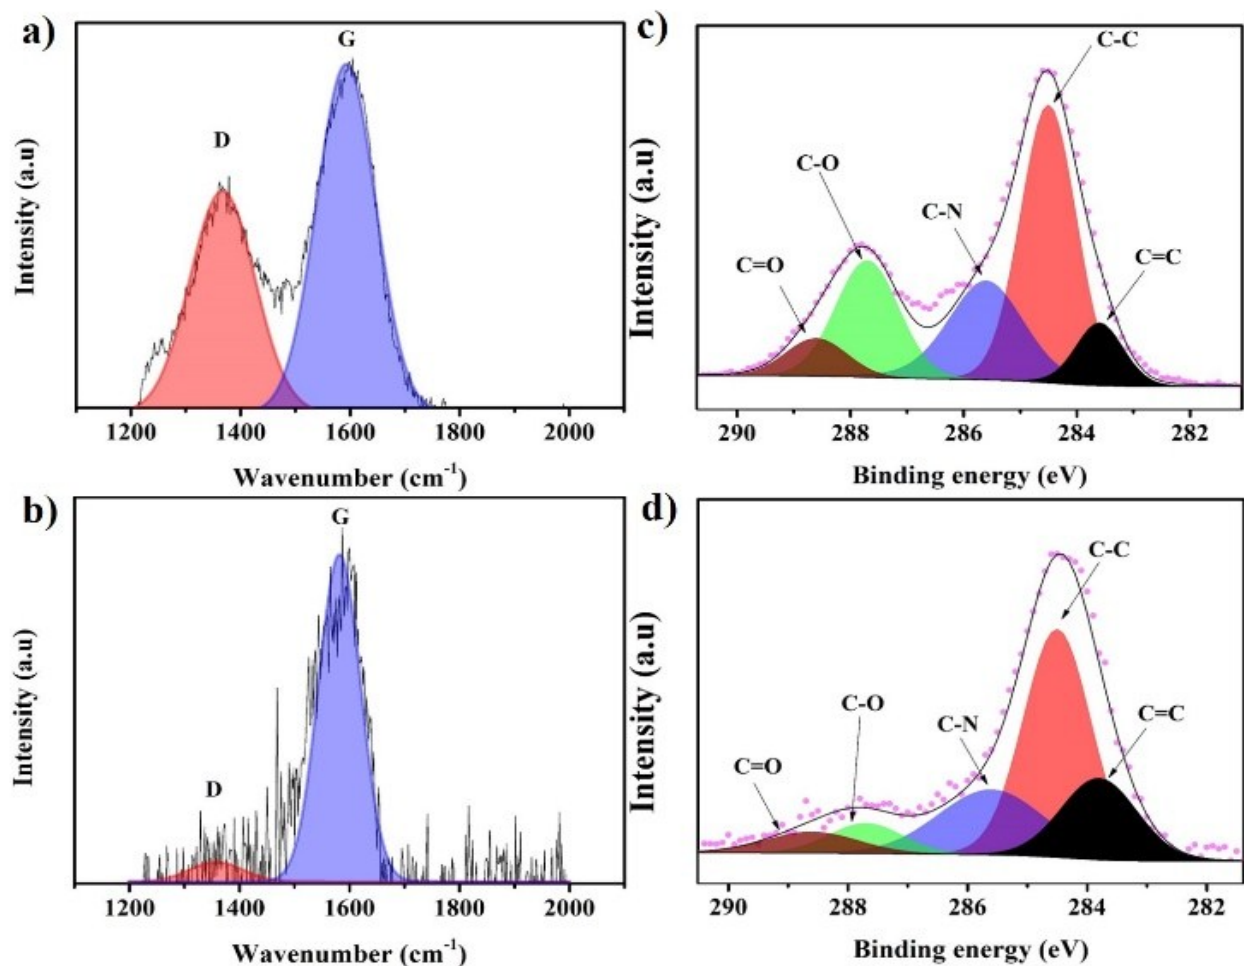 a)
G
D
Intensity (a.u)
1200 1400 1600 1800 2000
Wavenumber (cm-1)
c)
C-C
C-O
C-N
C=O
C=C
Intensity (a.u)
290 288 286 284 282
Binding energy (eV)
b)
G
D
Intensity (a.u)
1200 1400 1600 1800 2000
Wavenumber (cm-1)
d)
C-C
C-O
C-N
C=C
C=O
Intensity (a.u)
290 288 286 284 282
Binding energy (eV)